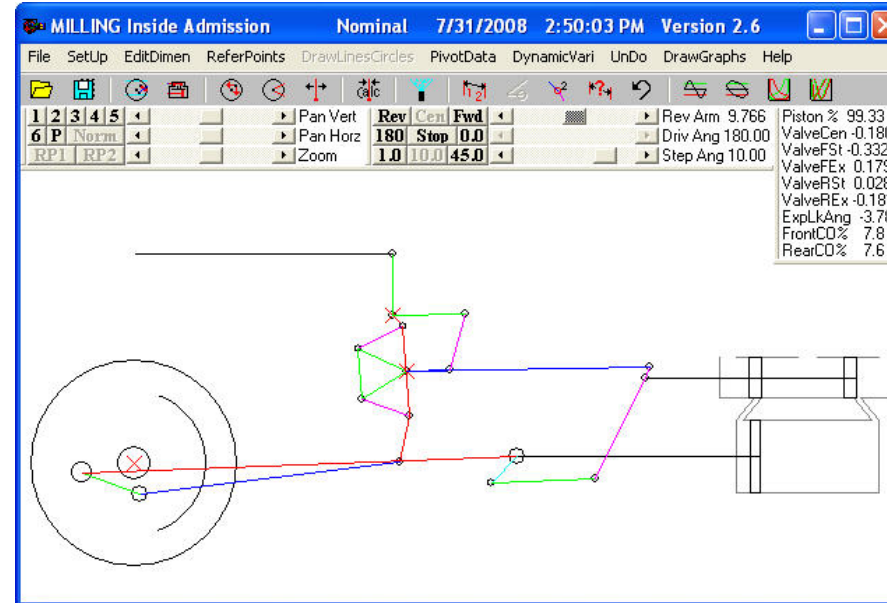 MILLING Inside Admission Nominal 7/31/2008 2:50:03 PM Version 2.6
File SetUp EditDimen ReferPoints DrawLinesCircles PivotData DynamicVari UnDo DrawGraphs Help
calc
1 2 3 4 5 Pan Vert Rev Cen Fwd Rev Arm 9.766 Piston % 99.33
6 P Norm Pan Horz 180 Stop 0.0 Driv Ang 180.00 ValveCen -0.180
RP1 RP2 Zoom 1.0 10.0 45.0 Step Ang 10.00 ValveFSt -0.332
ValveFEx 0.179
ValveRSt 0.028
ValveREx -0.18
ExpLkAng -3.78
FrontCO% 7.8
RearCO% 7.6